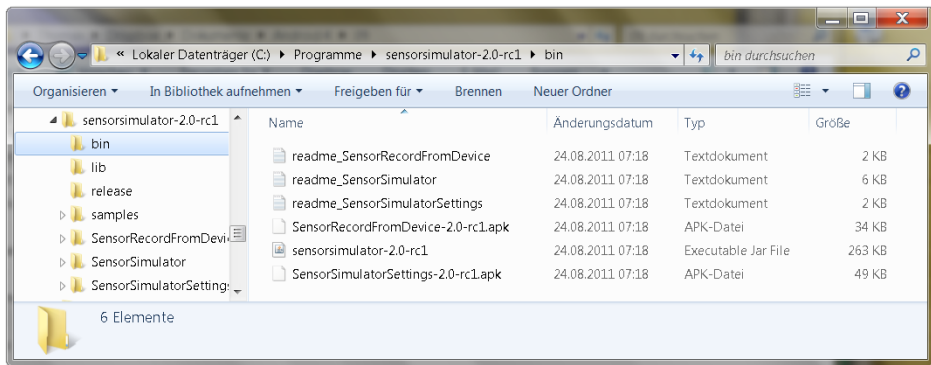 « Lokaler Datenträger (C:) ▸ Programme ▸ sensorsimulator-2.0-rc1 ▸ bin
bin durchsuchen
Organisieren In Bibliothek aufnehmen Freigeben für Brennen Neuer Ordner
sensorsimulator-2.0-rc1
bin
lib
release
samples
SensorRecordFromDevi
SensorSimulator
SensorSimulatorSetting
Name Änderungsdatum Typ Größe
readme_SensorRecordFromDevice 24.08.2011 07:18 Textdokument 2 KB
readme_SensorSimulator 24.08.2011 07:18 Textdokument 6 KB
readme_SensorSimulatorSettings 24.08.2011 07:18 Textdokument 2 KB
SensorRecordFromDevice-2.0-rc1.apk 24.08.2011 07:18 APK-Datei 34 KB
sensorsimulator-2.0-rc1 24.08.2011 07:18 Executable Jar File 263 KB
SensorSimulatorSettings-2.0-rc1.apk 24.08.2011 07:18 APK-Datei 49 KB
6 Elemente